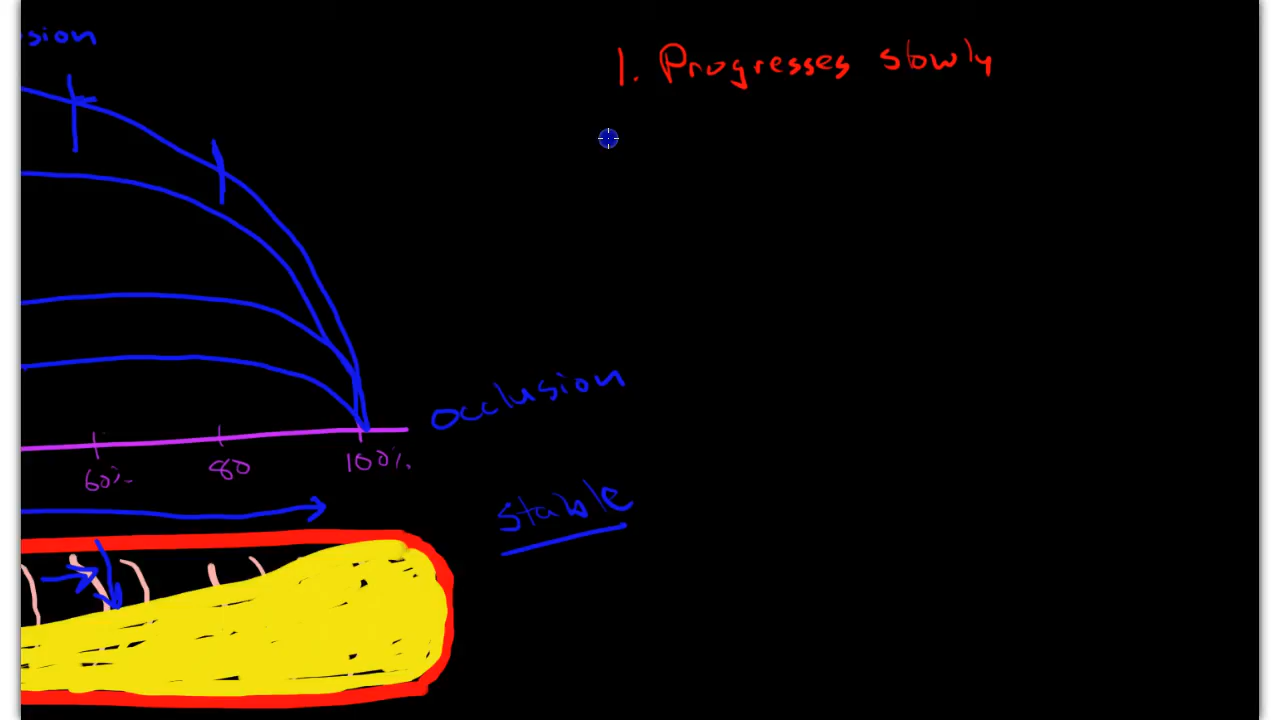 sion
1. Progresses slowly
occlusion
60% 80 100%
stable